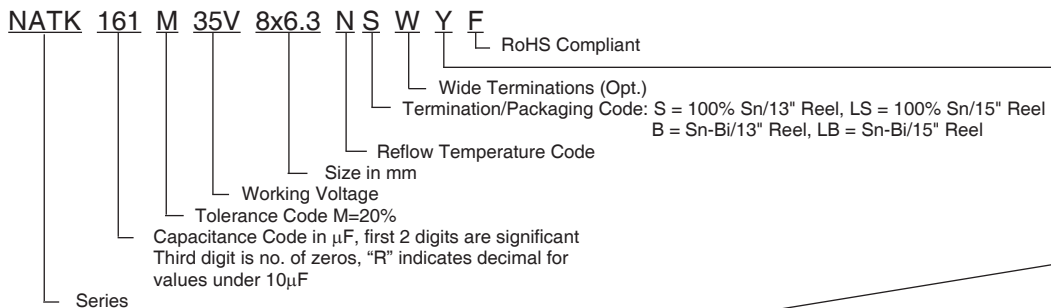 NATK 161 M 35V 8x6.3 N S W Y F
RoHS Compliant
Wide Terminations (Opt.)
Termination/Packaging Code: S = 100% Sn/13" Reel, LS = 100% Sn/15" Reel
B = Sn-Bi/13" Reel, LB = Sn-Bi/15" Reel
Reflow Temperature Code
Size in mm
Working Voltage
Tolerance Code M=20%
Capacitance Code in μF, first 2 digits are significant
Third digit is no. of zeros, “R” indicates decimal for
values under 10μF
Series